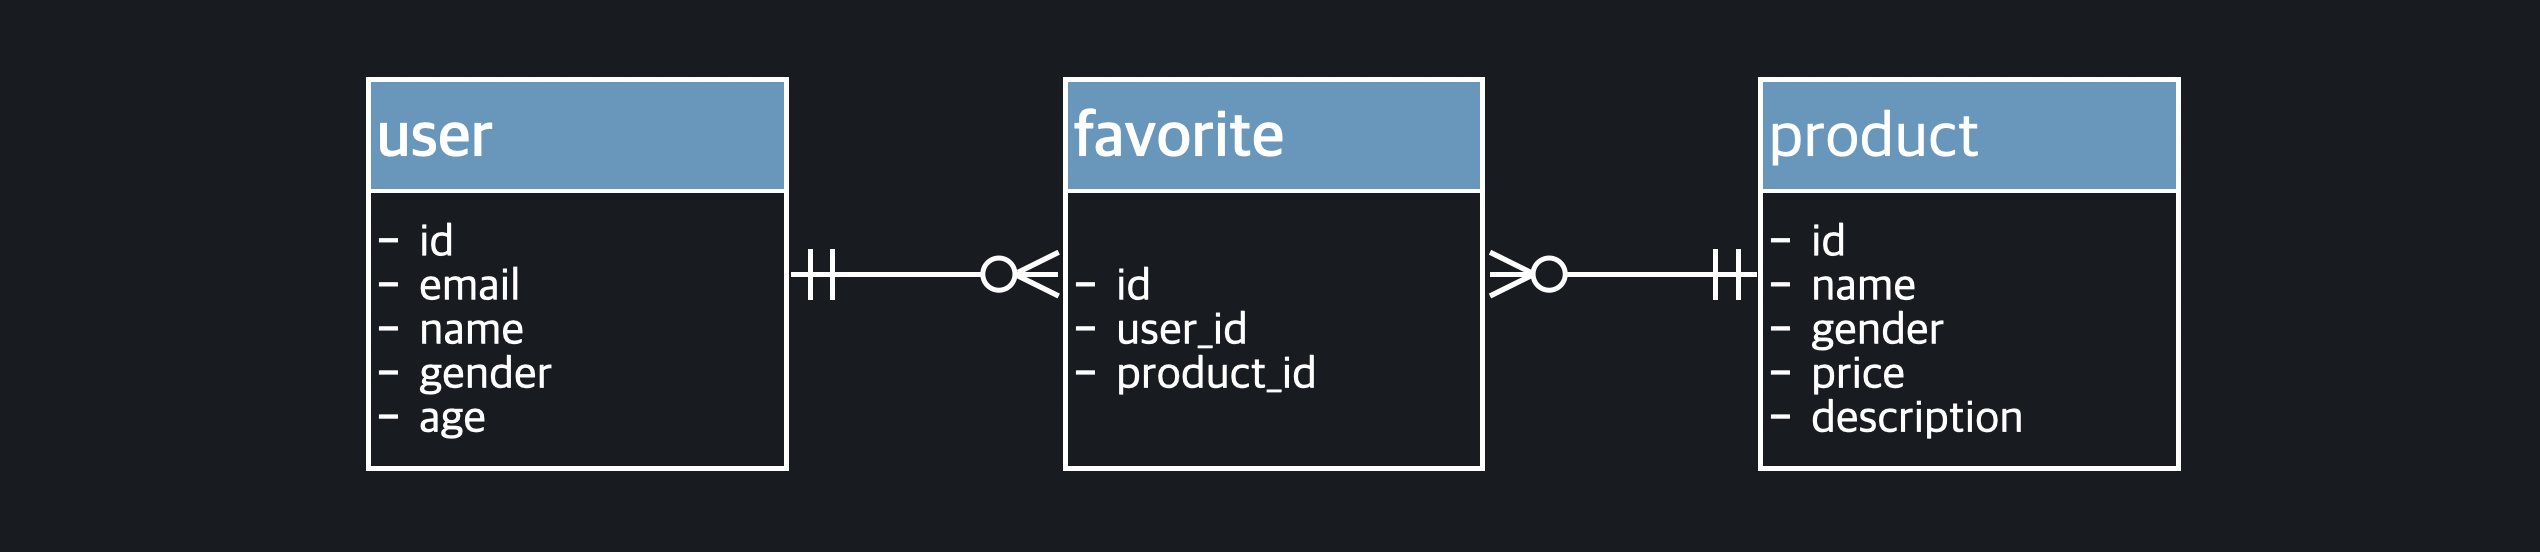 user
- id
- email
- name
- gender
- age
favorite
- id
- user_id
- product_id
product
- id
- name
- gender
- price
- description